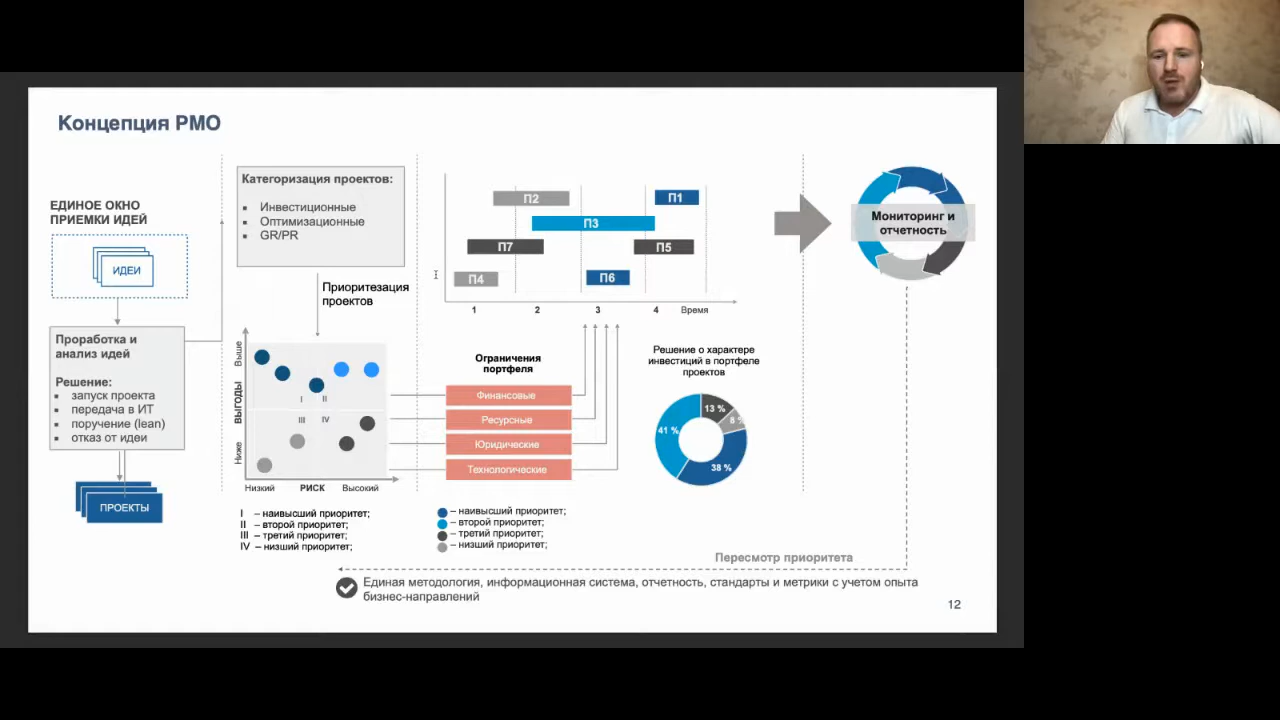 Концепция PMO
ЕДИНОЕ ОКНО
ПРИЕМКИ ИДЕЙ
ИДЕИ
Проработка и
анализ идей
Решение:
▪ запуск проекта
▪ передача в ИТ
▪ поручение (lean)
▪ отказ от идеи
ПРОЕКТЫ
Категоризация проектов:
▪ Инвестиционные
▪ Оптимизационные
▪ GR/PR
Приоритезация
проектов
Выше
ВЫГОДЫ
Ниже
I II
III IV
Низкий РИСК Высокий
I – наивысший приоритет;
II – второй приоритет;
III – третий приоритет;
IV – низший приоритет;
П2 П1
П3
П7 П5
П4 П6
1 2 3 4 Время
Ограничения
портфеля
Финансовые
Ресурсные
Юридические
Технологические
– наивысший приоритет;
– второй приоритет;
– третий приоритет;
– низший приоритет;
Решение о характере
инвестиций в портфеле
проектов
13 %
8 %
41 %
38 %
Мониторинг и
отчетность
Пересмотр приоритета
Единая методология, информационная система, отчетность, стандарты и метрики с учетом опыта
бизнес-направлений
12